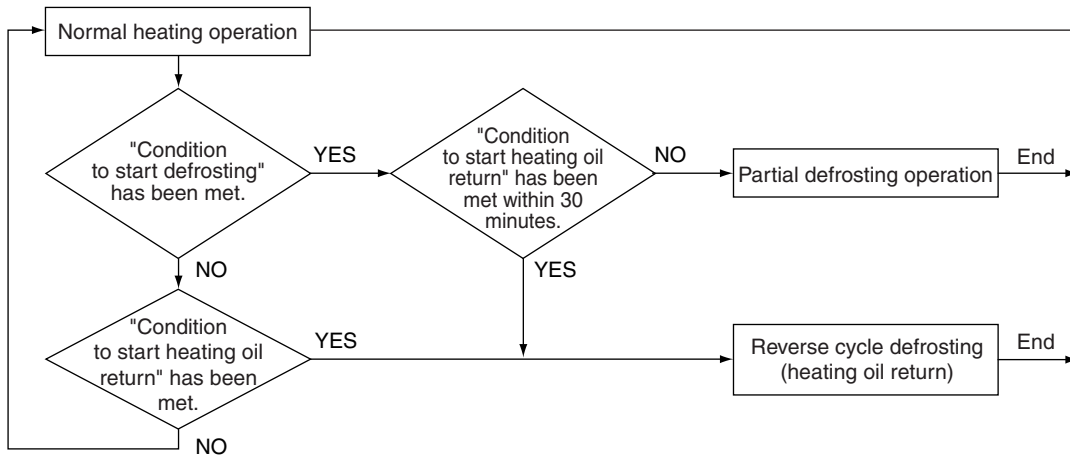 Normal heating operation
"Condition
to start defrosting"
has been met.
YES
"Condition
to start heating oil
return" has been
met within 30
minutes.
NO
Partial defrosting operation
End
NO
YES
"Condition
to start heating oil
return" has been
met.
YES
Reverse cycle defrosting
(heating oil return)
End
NO